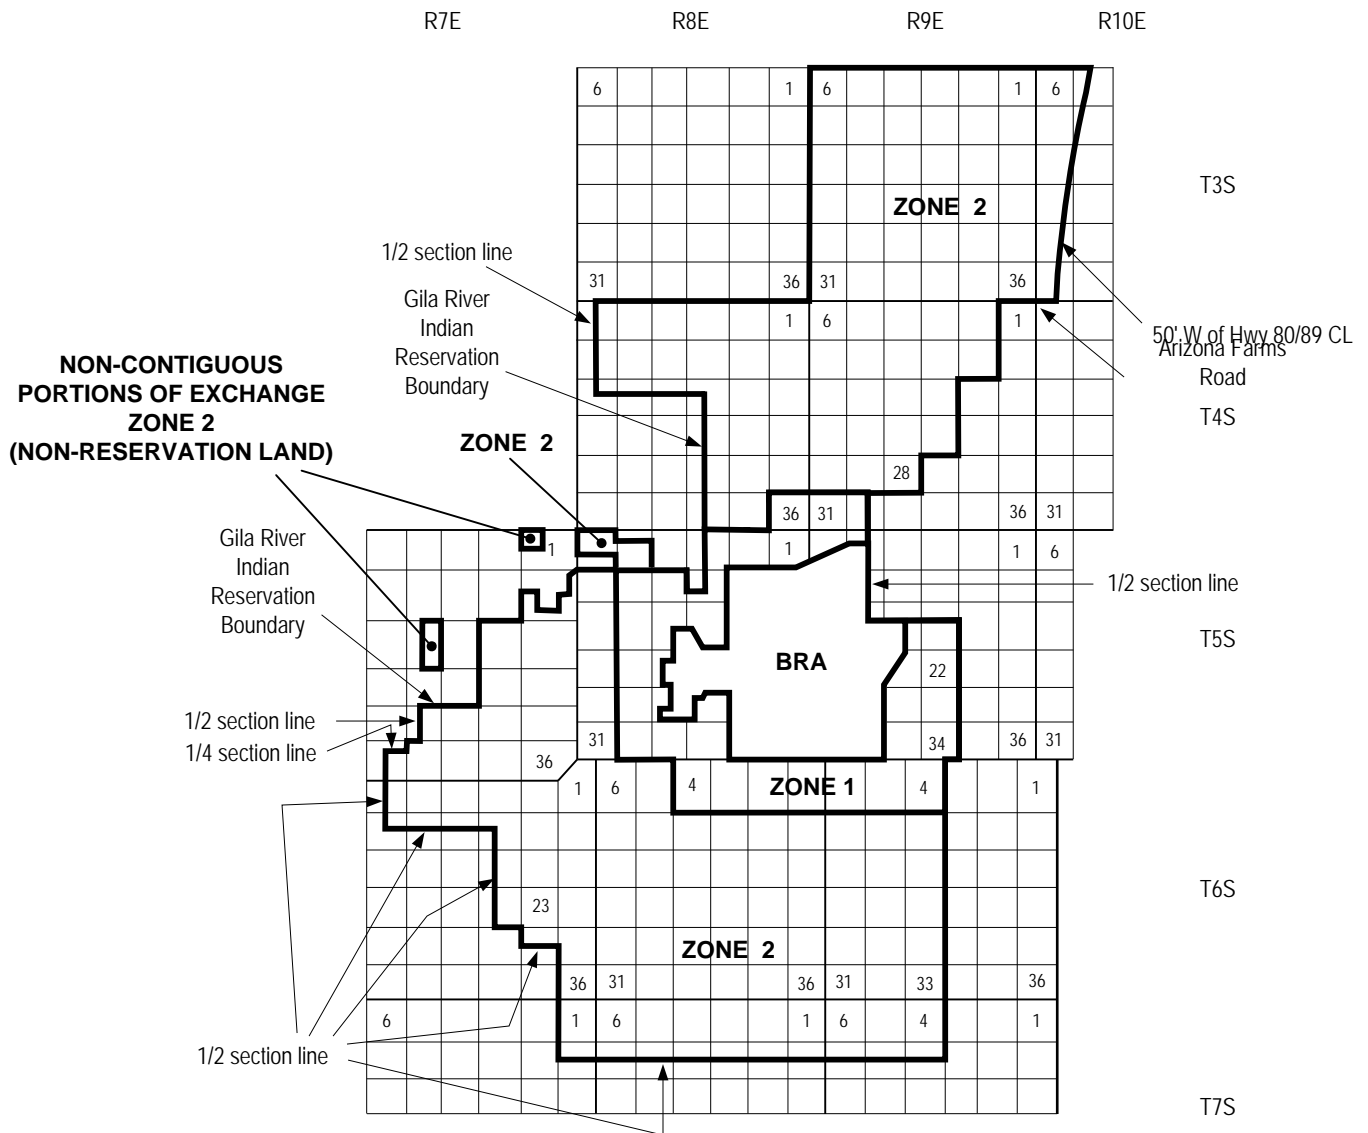 R7E R8E R9E R10E
6 1 6 1 6
T3S
ZONE 2
1/2 section line
31 36 31 36
Gila River
Indian
Reservation
Boundary
1 6 1
50' W of Hwy 80/89 CL
Arizona Farms
Road
NON-CONTIGUOUS
PORTIONS OF EXCHANGE
ZONE 2
(NON-RESERVATION LAND)
T4S
ZONE 2
28
36 31 36 31
Gila River
Indian
Reservation
Boundary
1 1 1 6
1/2 section line
T5S
BRA
22
1/2 section line
1/4 section line
31 34 36 31
36
1 6 4 ZONE 1 4 1
T6S
23
ZONE 2
36 31 36 31 33 36
6 1 6 1 6 4 1
1/2 section line
T7S